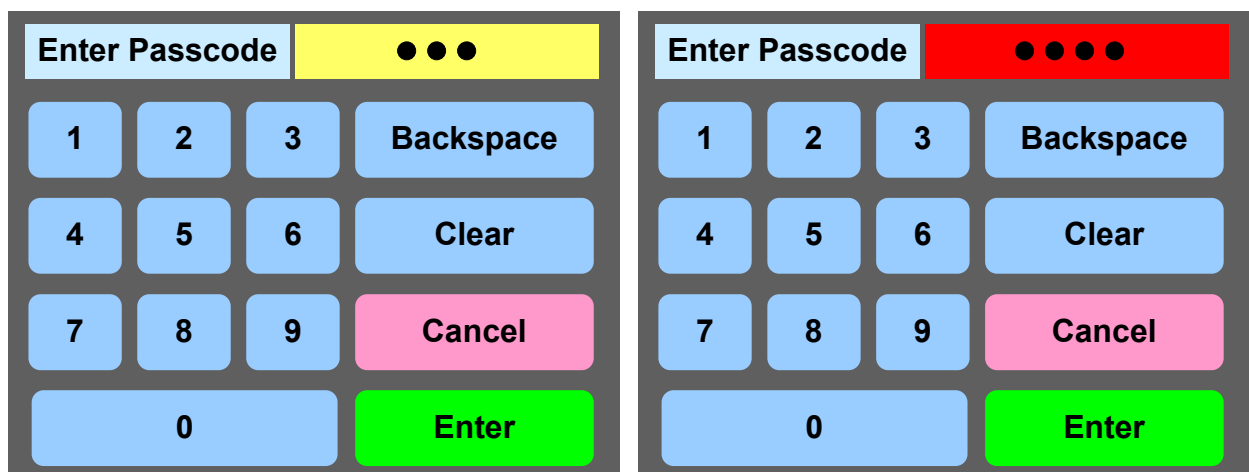 Enter Passcode ●●●
1 2 3 Backspace
4 5 6 Clear
7 8 9 Cancel
0 Enter
Enter Passcode ●●●●
1 2 3 Backspace
4 5 6 Clear
7 8 9 Cancel
0 Enter